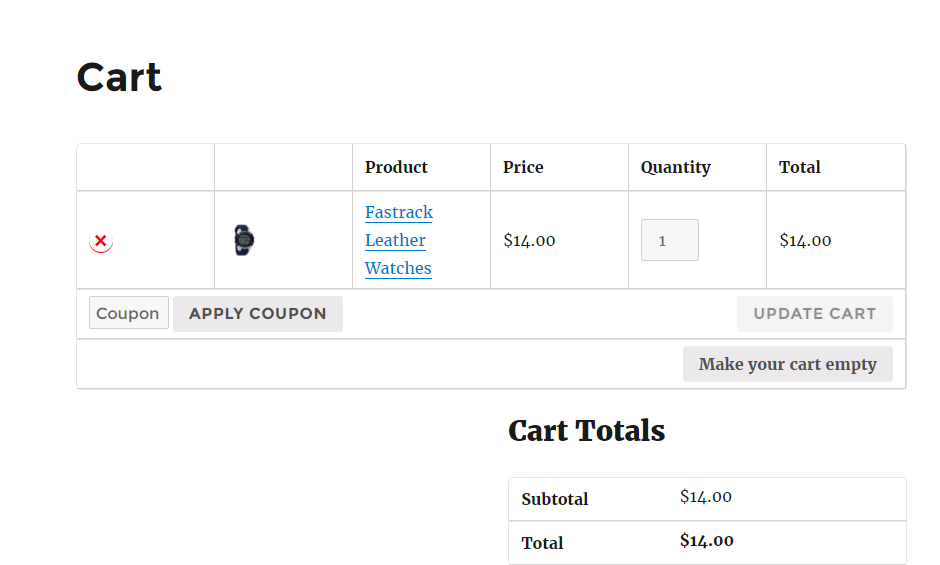 Cart
Product Price Quantity Total
Fastrack
Leather
Watches
$14.00 1 $14.00
Coupon APPLY COUPON UPDATE CART
Make your cart empty
Cart Totals
Subtotal $14.00
Total $14.00